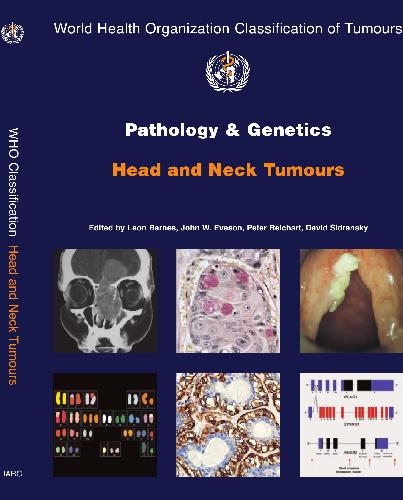 World Health Organization Classification of Tumours
Pathology & Genetics
Head and Neck Tumours
Edited by Leon Barnes, John W. Eveson, Peter Reichart, David Sidransky
WHO Classification Head and Neck Tumours
IARC